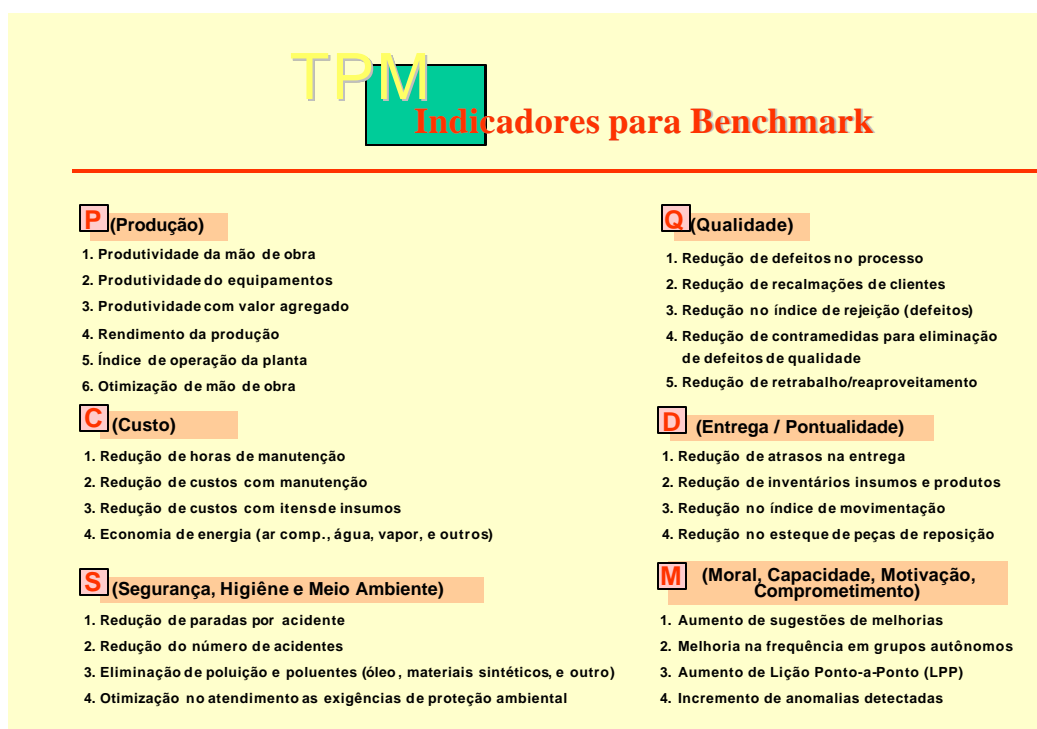 TPM
Indicadores para Benchmark
P (Produção)
1. Produtividade da mão de obra
2. Produtividade do equipamentos
3. Produtividade com valor agregado
4. Rendimento da produção
5. Índice de operação da planta
6. Otimização de mão de obra
C (Custo)
1. Redução de horas de manutenção
2. Redução de custos com manutenção
3. Redução de custos com itensde insumos
4. Economia de energia (ar comp., água, vapor, e outros)
S (Segurança, Higiêne e Meio Ambiente)
1. Redução de paradas por acidente
2. Redução do número de acidentes
3. Eliminação de poluição e poluentes (óleo , materiais sintéticos, e outro)
4. Otimização no atendimento as exigências de proteção ambiental
Q (Qualidade)
1. Redução de defeitos no processo
2. Redução de recalmações de clientes
3. Redução no índice de rejeição (defeitos)
4. Redução de contramedidas para eliminação
de defeitos de qualidade
5. Redução de retrabalho/reaproveitamento
D (Entrega / Pontualidade)
1. Redução de atrasos na entrega
2. Redução de inventários insumos e produtos
3. Redução no índice de movimentação
4. Redução no esteque de peças de reposição
M (Moral, Capacidade, Motivação,
Comprometimento)
1. Aumento de sugestões de melhorias
2. Melhoria na frequência em grupos autônomos
3. Aumento de Lição Ponto-a-Ponto (LPP)
4. Incremento de anomalias detectadas